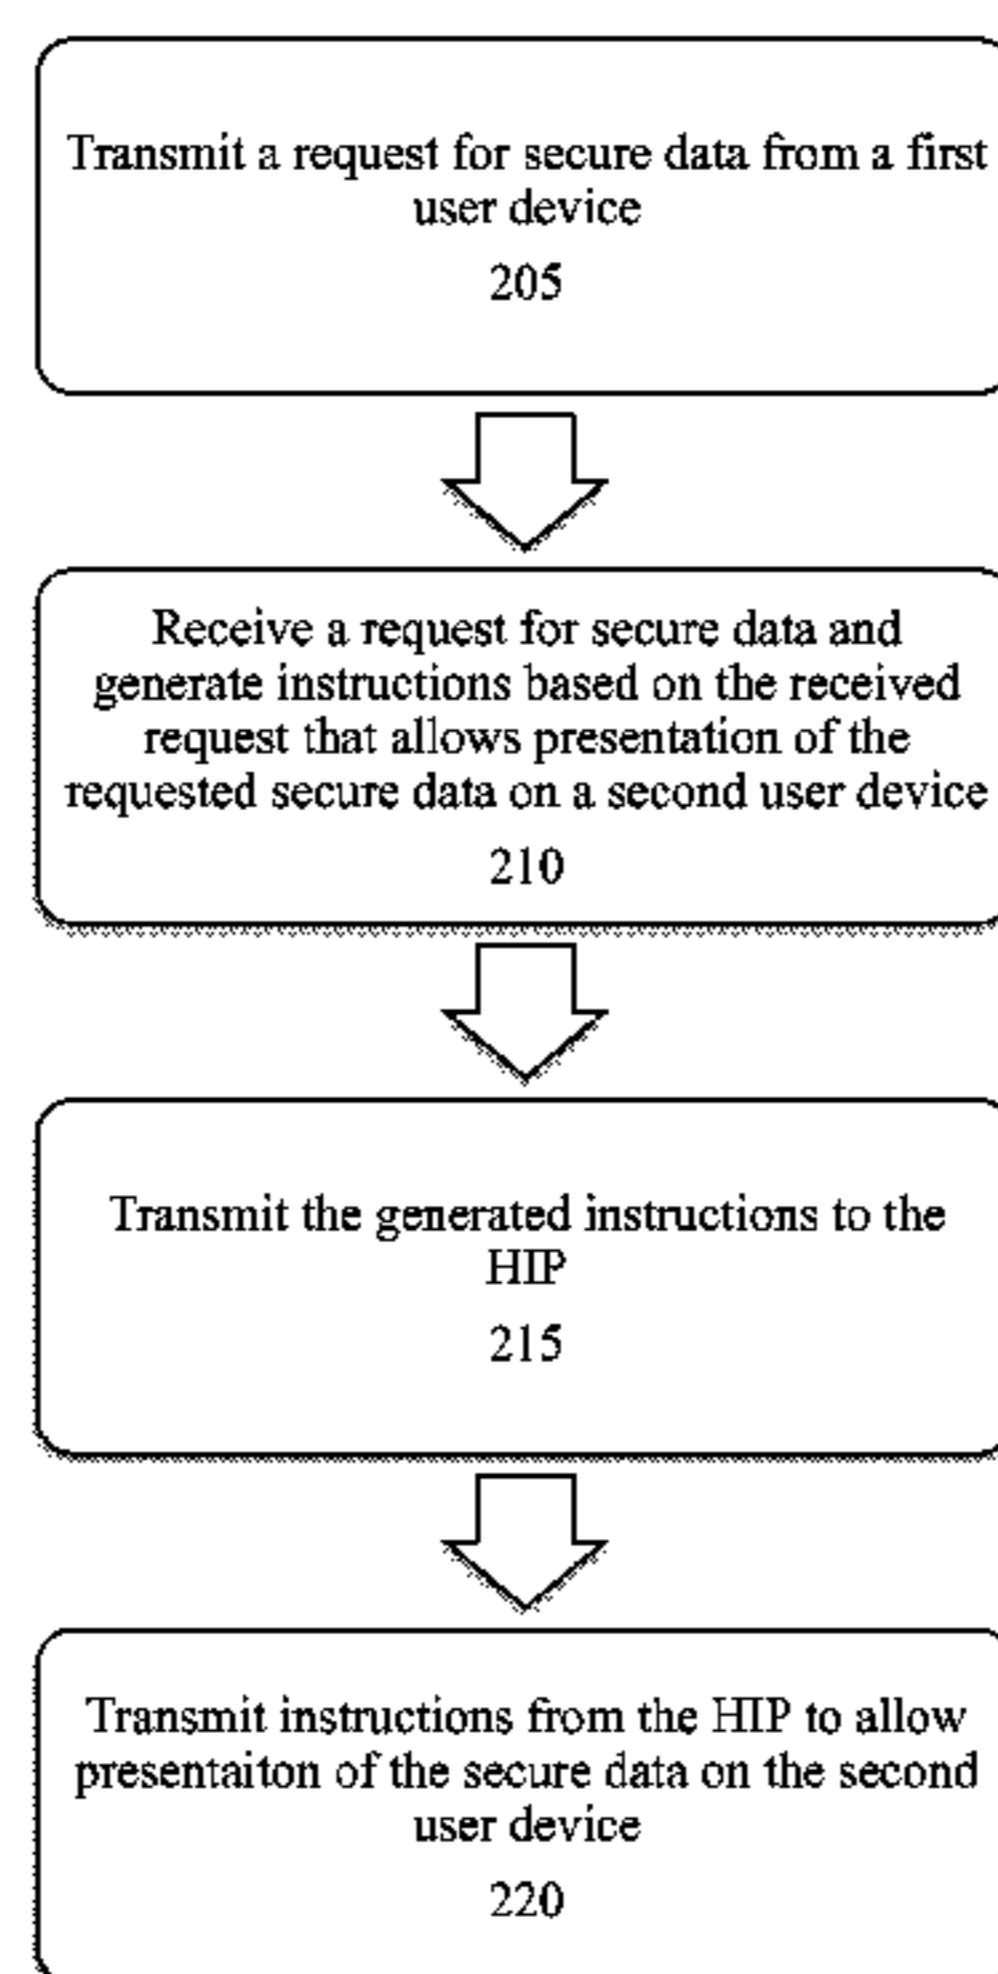 Transmit a request for secure data from a first
user device
205
Receive a request for secure data and
generate instructions based on the received
request that allows presentation of the
requested secure data on a second user device
210
Transmit the generated instructions to the
HIP
215
Transmit instructions from the HIP to allow
presentaiton of the secure data on the second
user device
220